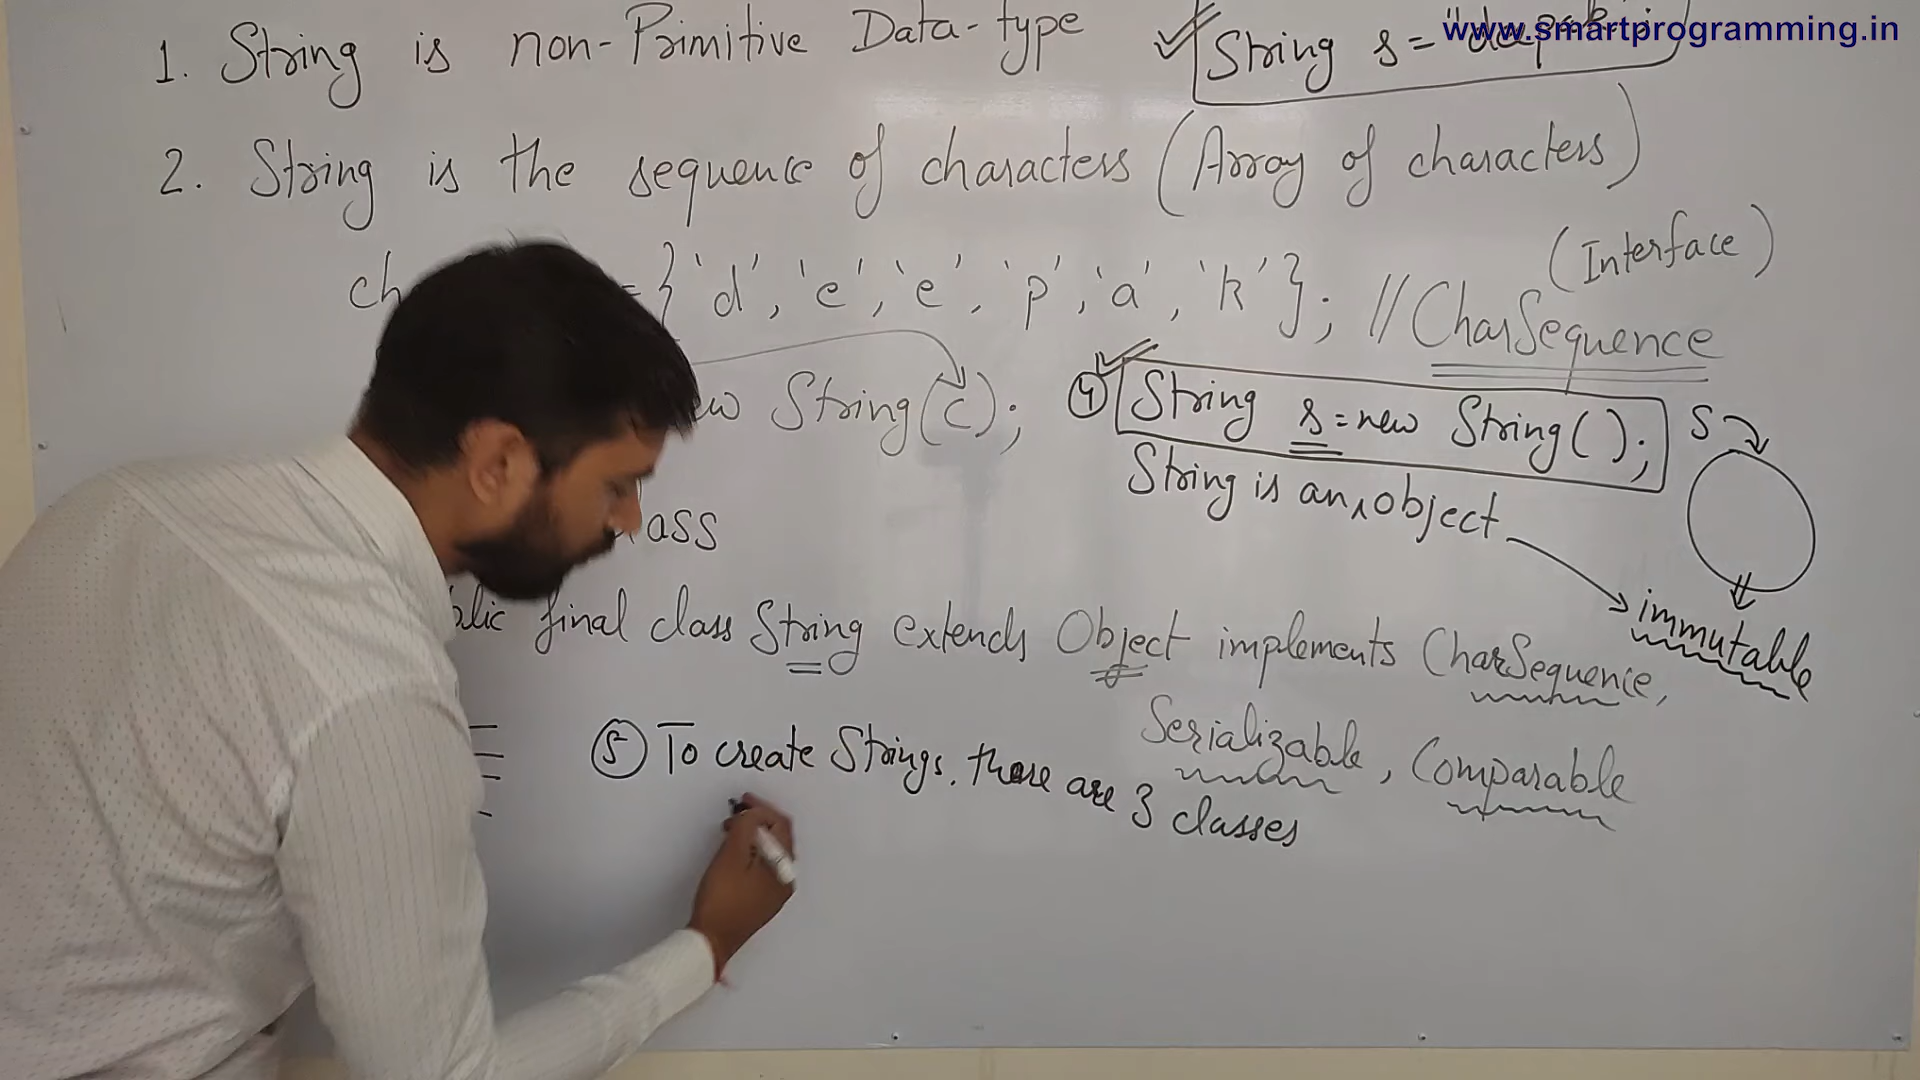 www.smartprogramming.in
1. String is non-Primitive Data-type String s = "deepak";
2. String is the sequence of characters (Array of characters)
(Interface)
= {'d', 'e', 'e', 'p', 'a', 'k'}; // CharSequence
String(c); 4 String s = new String(); S
String is an object
immutable
final class String extends Object implements CharSequence,
Serializable, Comparable
5 To create Strings, there are 3 classes